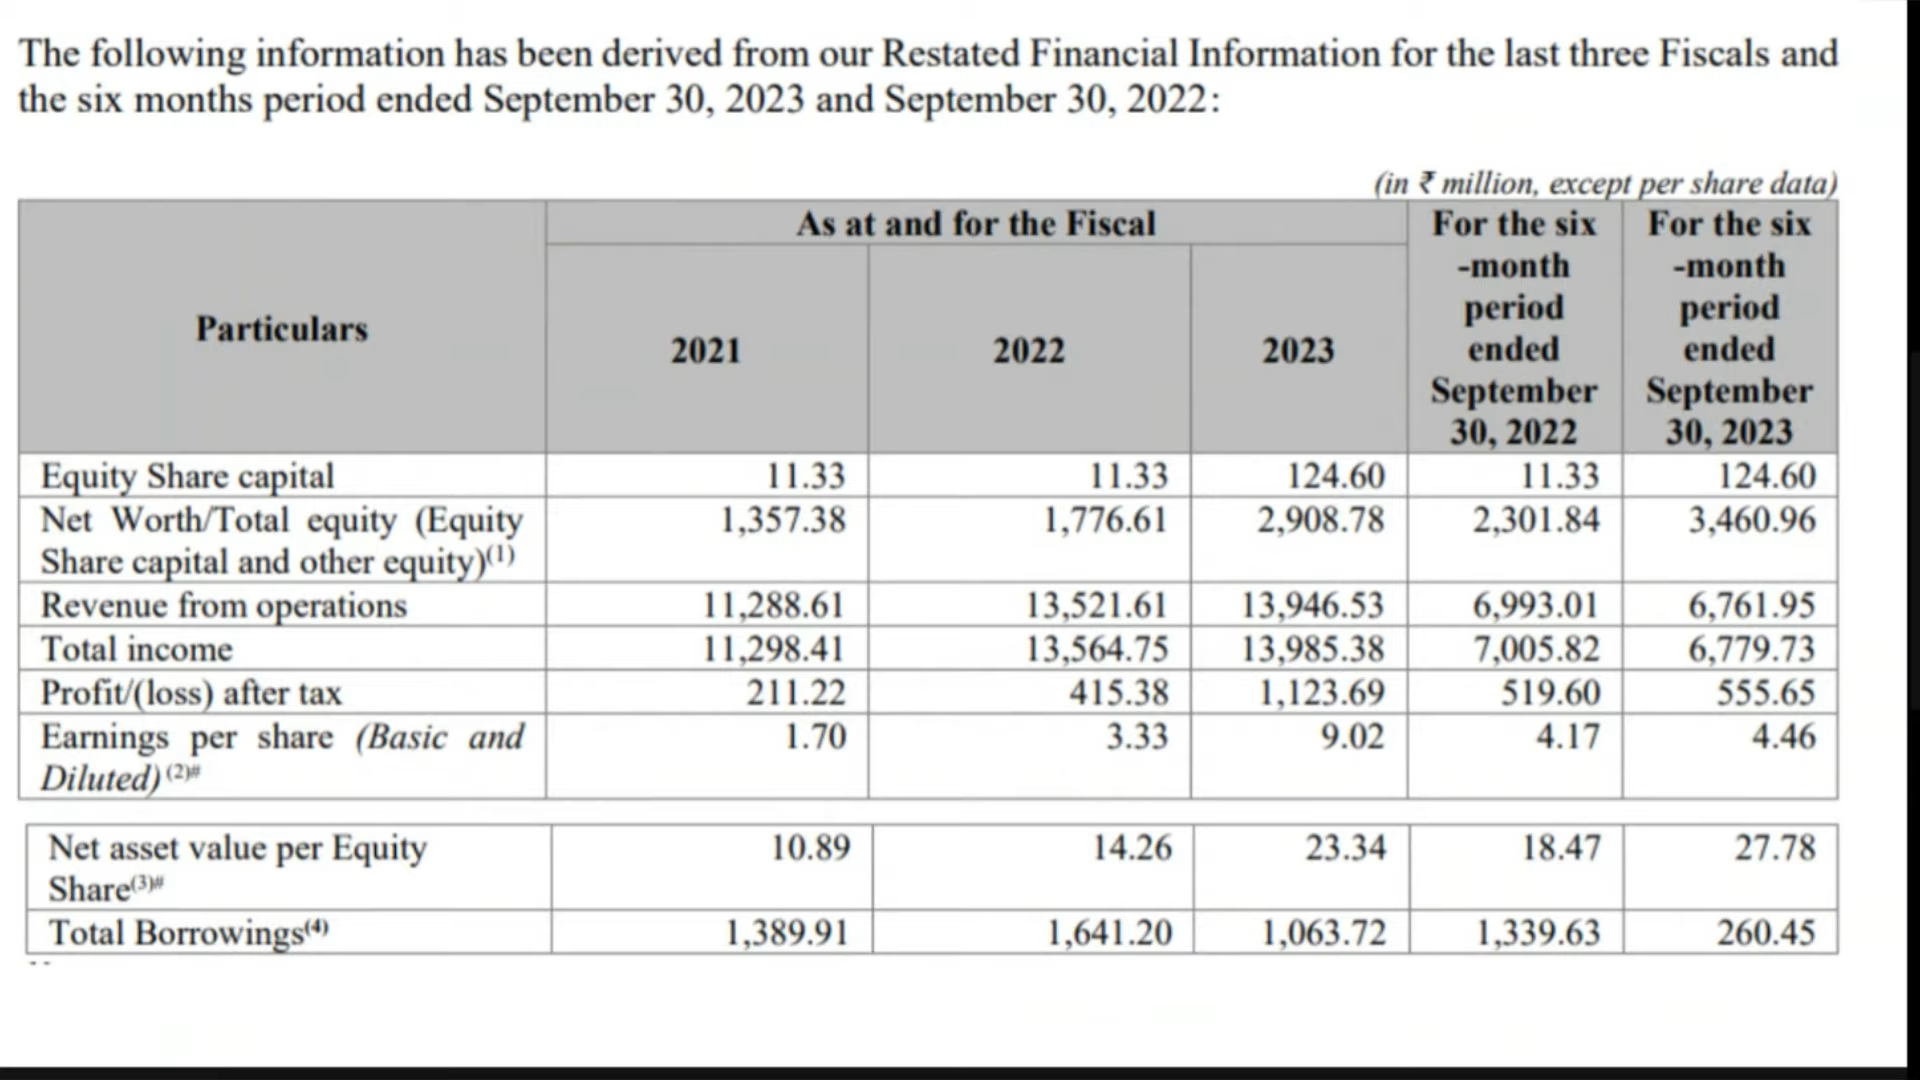 The following information has been derived from our Restated Financial Information for the last three Fiscals and
the six months period ended September 30, 2023 and September 30, 2022:
(in ₹ million, except per share data)
Particulars
As at and for the Fiscal
2021 2022 2023
For the six
-month
period
ended
September
30, 2022
For the six
-month
period
ended
September
30, 2023
Equity Share capital 11.33 11.33 124.60 11.33 124.60
Net Worth/Total equity (Equity 1,357.38 1,776.61 2,908.78 2,301.84 3,460.96
Share capital and other equity)(1)
Revenue from operations 11,288.61 13,521.61 13,946.53 6,993.01 6,761.95
Total income 11,298.41 13,564.75 13,985.38 7,005.82 6,779.73
Profit/(loss) after tax 211.22 415.38 1,123.69 519.60 555.65
Earnings per share (Basic and 1.70 3.33 9.02 4.17 4.46
Diluted) (2)#
Net asset value per Equity 10.89 14.26 23.34 18.47 27.78
Share(3)#
Total Borrowings(4) 1,389.91 1,641.20 1,063.72 1,339.63 260.45